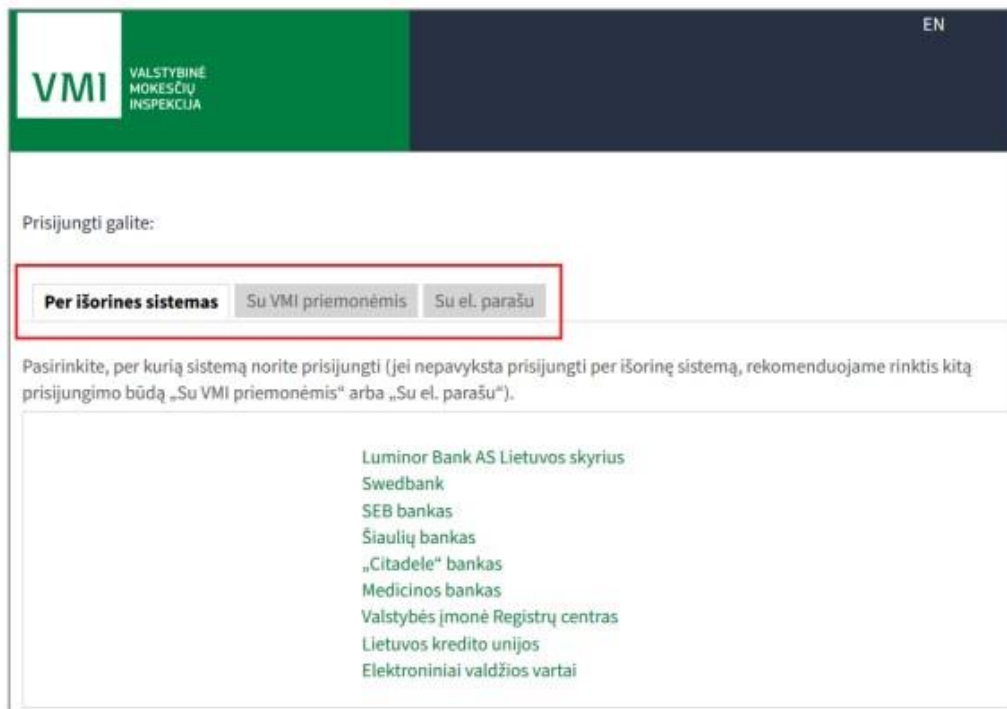 EN
VMI
VALSTYBINĖ
MOKESČIŲ
INSPEKCIJA
Prisijungti galite:
Per išorines sistemas Su VMI priemonėmis Su el. parašu
Pasirinkite, per kurią sistemą norite prisijungti (jei nepavyksta prisijungti per išorinę sistemą, rekomenduojame rinktis kitą
prisijungimo būdą „Su VMI priemonėmis“ arba „Su el. parašu“).
Luminor Bank AS Lietuvos skyrius
Swedbank
SEB bankas
Šiaulių bankas
„Citadele“ bankas
Medicinos bankas
Valstybės įmonė Registrų centras
Lietuvos kredito unijos
Elektroniniai valdžios vartai